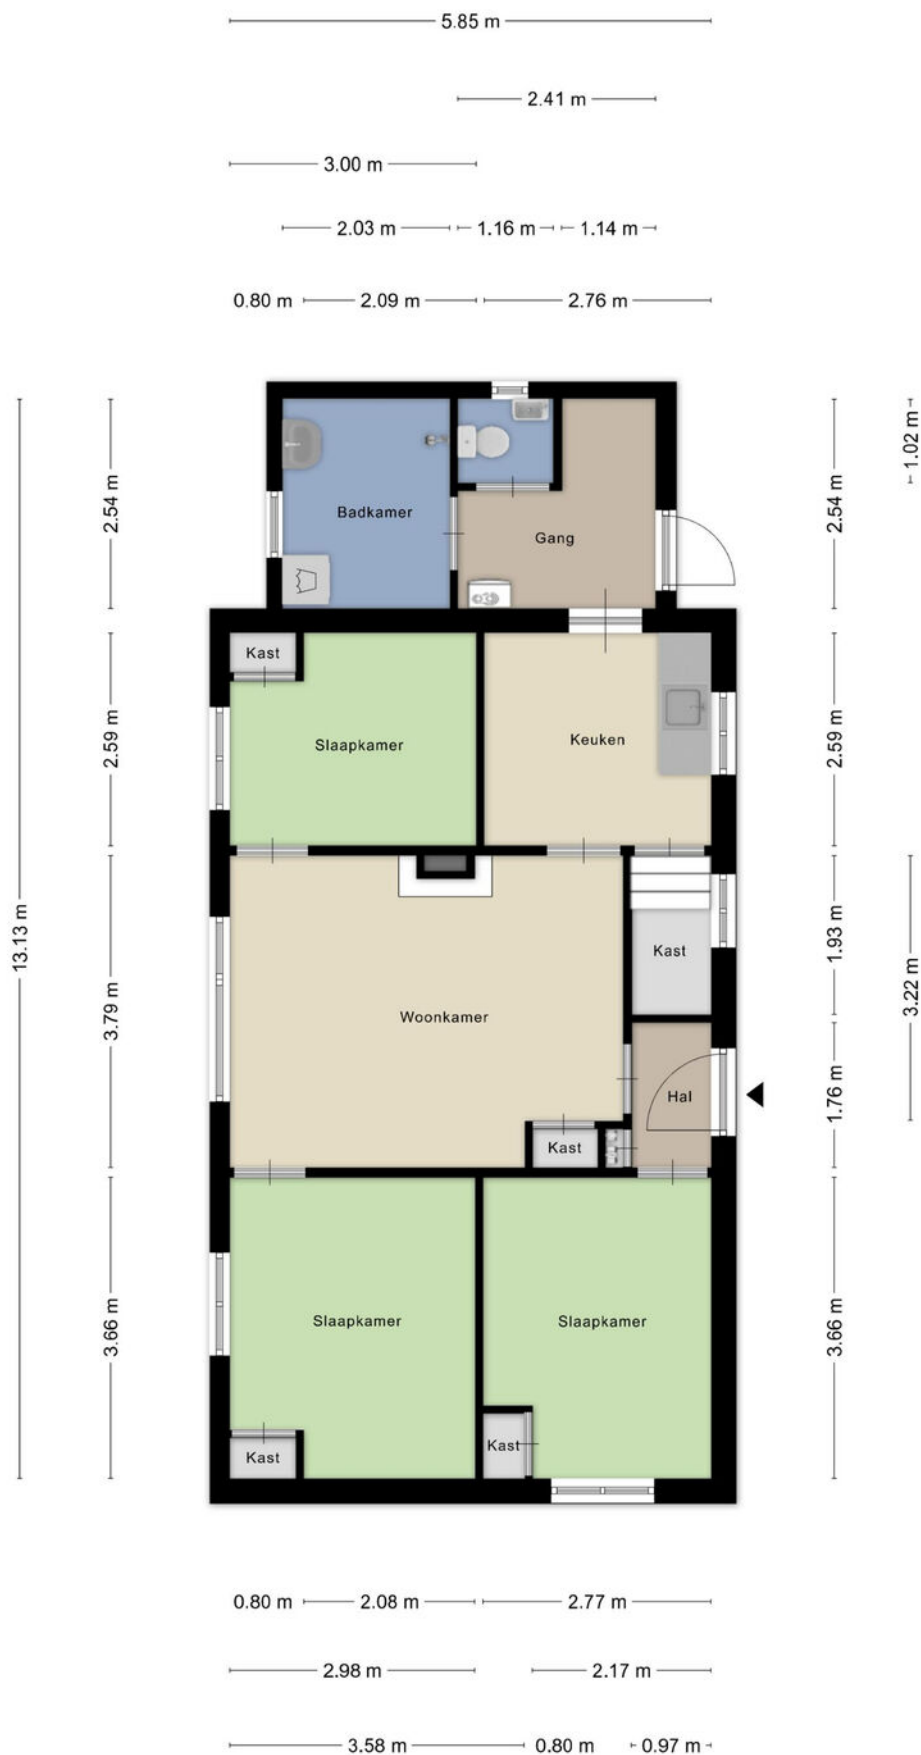 5.85 m
2.41 m
3.00 m
2.03 m 1.16 m 1.14 m
0.80 m 2.09 m 2.76 m
1.02 m
2.54 m
2.54 m
Badkamer
Gang
Kast
2.59 m
2.59 m
Slaapkamer
Keuken
13.13 m
3.79 m
1.93 m
3.22 m
Kast
Woonkamer
1.76 m
Hal
Kast
3.66 m
3.66 m
Slaapkamer
Slaapkamer
Kast
Kast
0.80 m 2.08 m 2.77 m
2.98 m 2.17 m
3.58 m 0.80 m 0.97 m